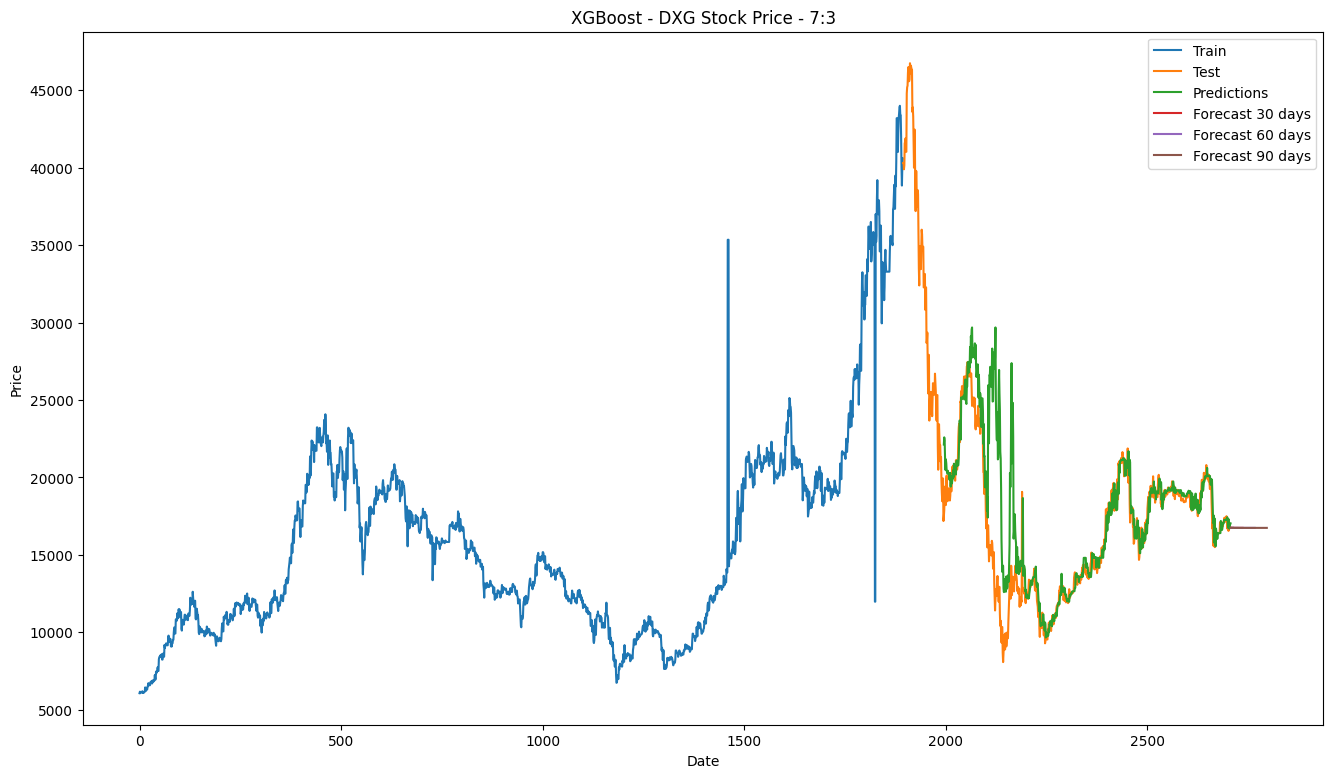 XGBoost - DXG Stock Price - 7:3
Train
Test
Predictions
Forecast 30 days
Forecast 60 days
Forecast 90 days
45000
40000
35000
30000
25000
20000
15000
10000
5000
Price
0 500 1000 1500 2000 2500
Date